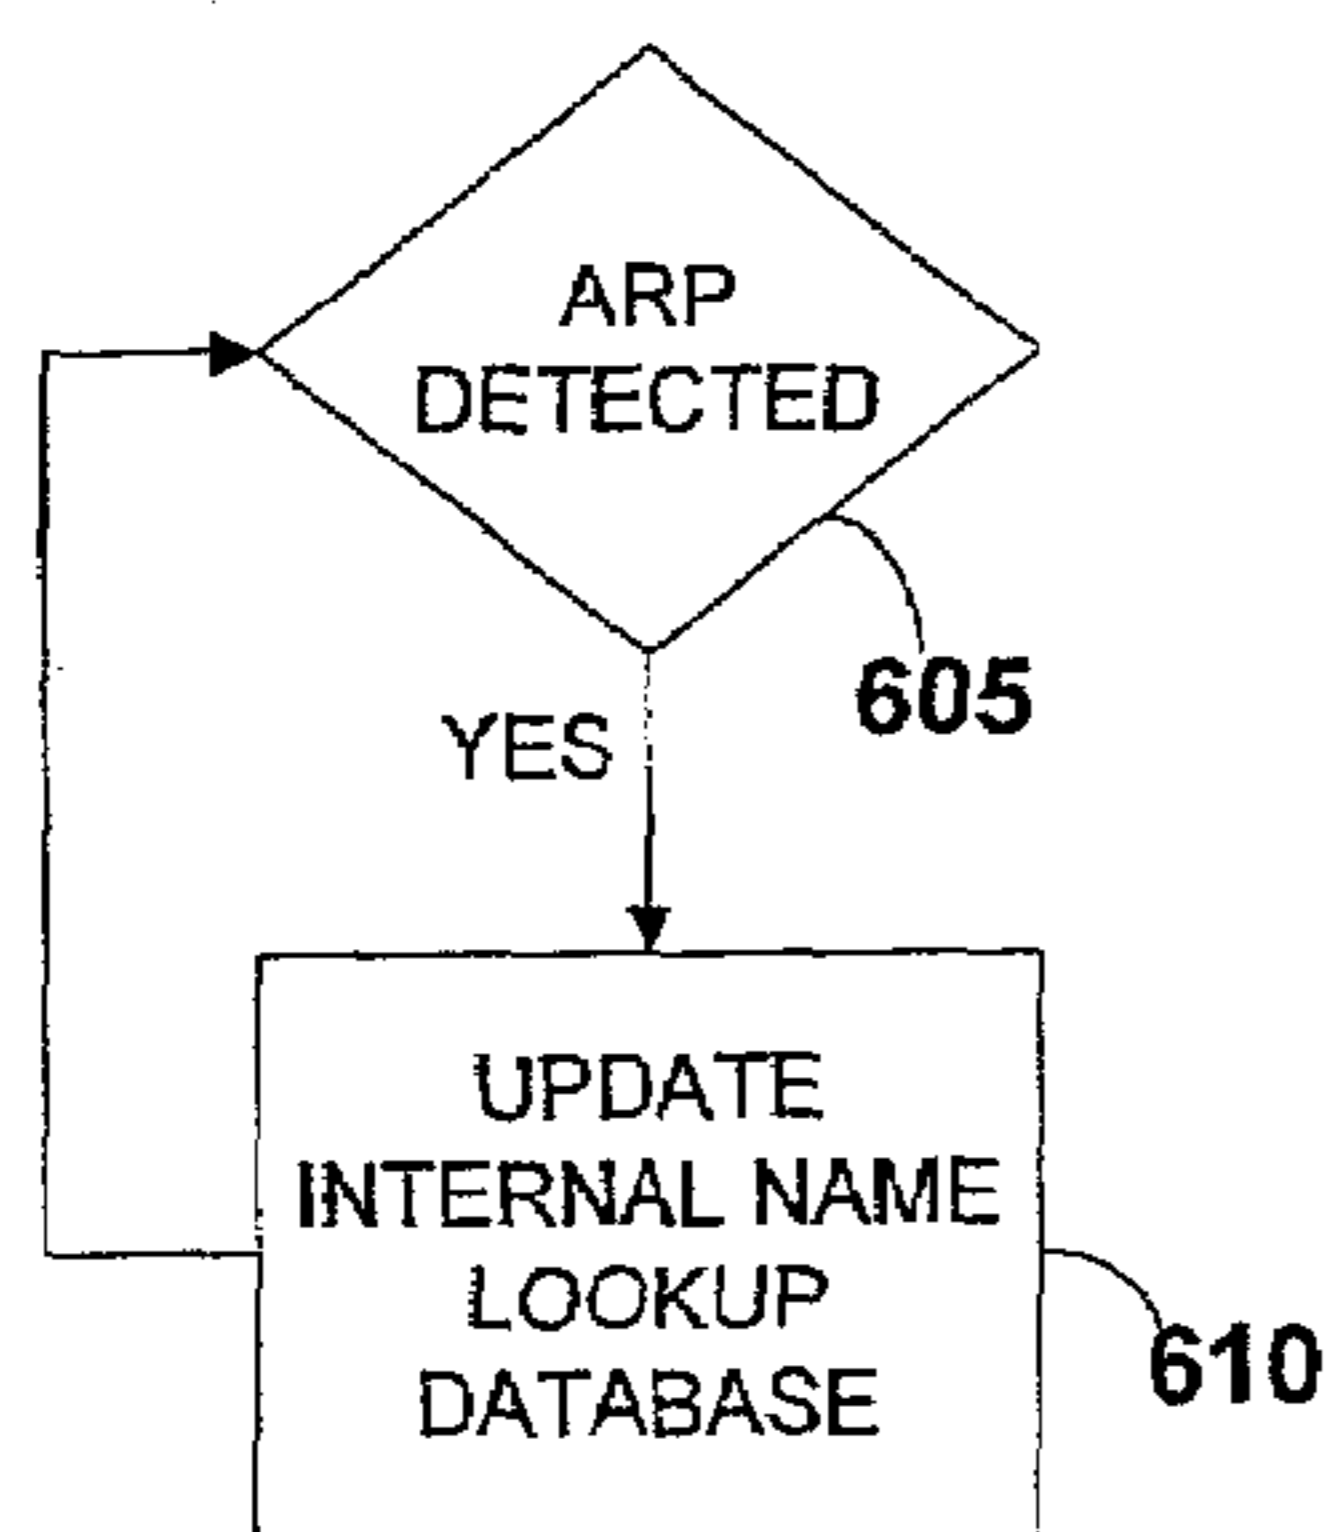 ARP
DETECTED
605
YES
UPDATE
INTERNAL NAME
LOOKUP
DATABASE
610